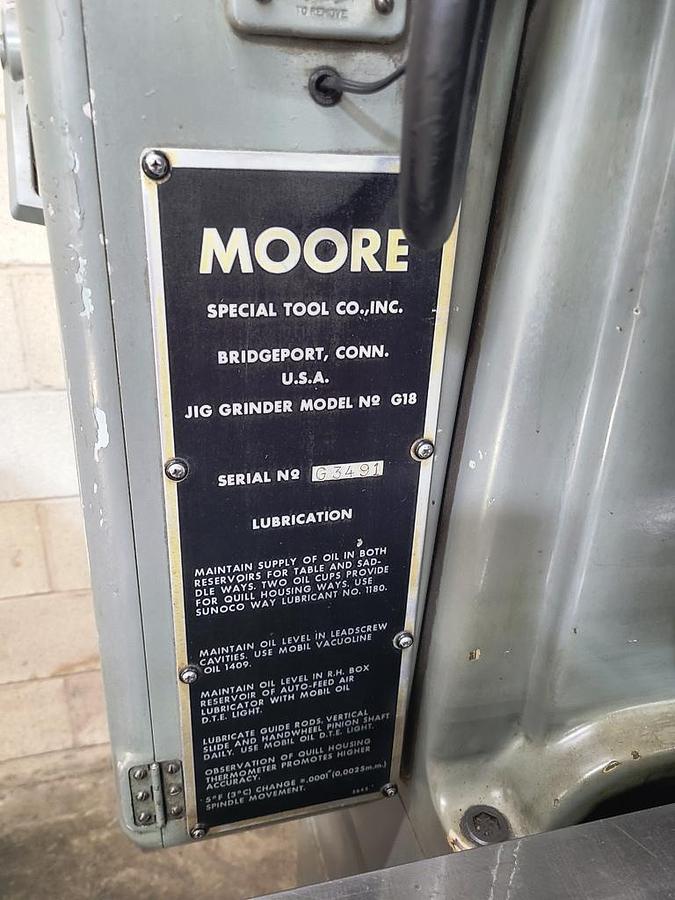 TO REMOVE
MOORE
SPECIAL TOOL CO.,INC.
BRIDGEPORT, CONN.
U.S.A.
JIG GRINDER MODEL Nº G18
SERIAL Nº G3491
LUBRICATION
MAINTAIN SUPPLY OF OIL IN BOTH
RESERVOIRS FOR TABLE AND SAD-
DLE WAYS. TWO OIL CUPS PROVIDE
FOR QUILL HOUSING WAYS. USE
SUNOCO WAY LUBRICANT NO. 1180.
MAINTAIN OIL LEVEL IN LEADSCREW
CAVITIES. USE MOBIL VACUOLINE
OIL 1409.
MAINTAIN OIL LEVEL IN R.H. BOX
RESERVOIR OF AUTO-FEED AIR
LUBRICATOR WITH MOBIL OIL
D.T.E. LIGHT.
LUBRICATE GUIDE RODS, VERTICAL
SLIDE AND HANDWHEEL PINION SHAFT
DAILY. USE MOBIL OIL D.T.E. LIGHT.
OBSERVATION OF QUILL HOUSING
THERMOMETER PROMOTES HIGHER
ACCURACY.
5°F (3°C) CHANGE = .0001" (0,0025m.m.)
SPINDLE MOVEMENT.